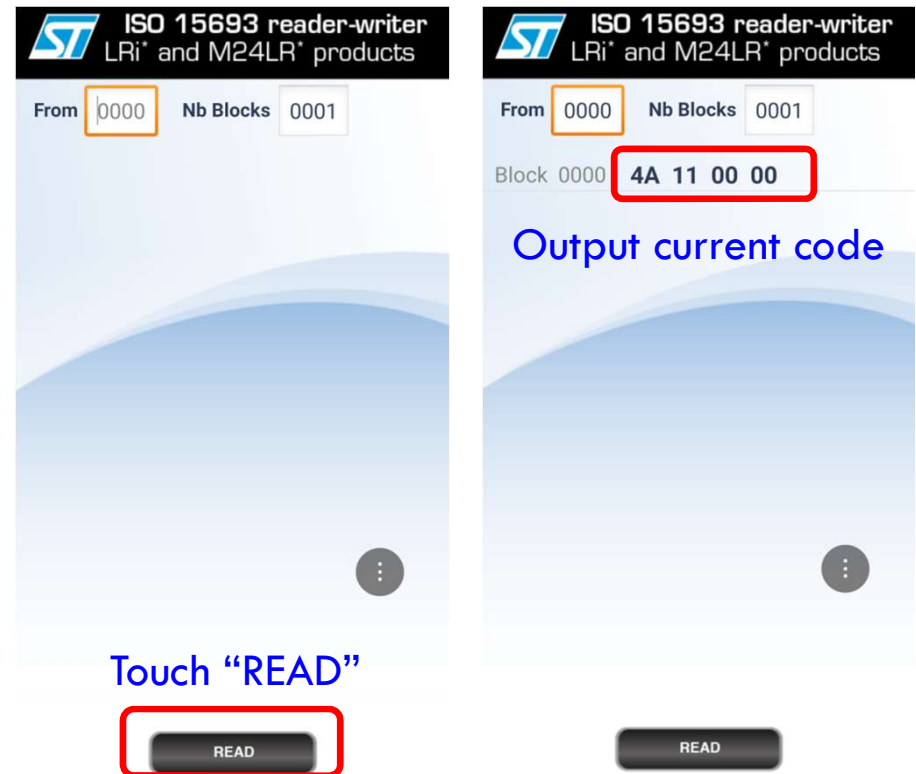 ST ISO 15693 reader-writer
LRi* and M24LR* products
From 0000 Nb Blocks 0001
Touch “READ”
READ
ST ISO 15693 reader-writer
LRi* and M24LR* products
From 0000 Nb Blocks 0001
Block 0000 4A 11 00 00
Output current code
READ